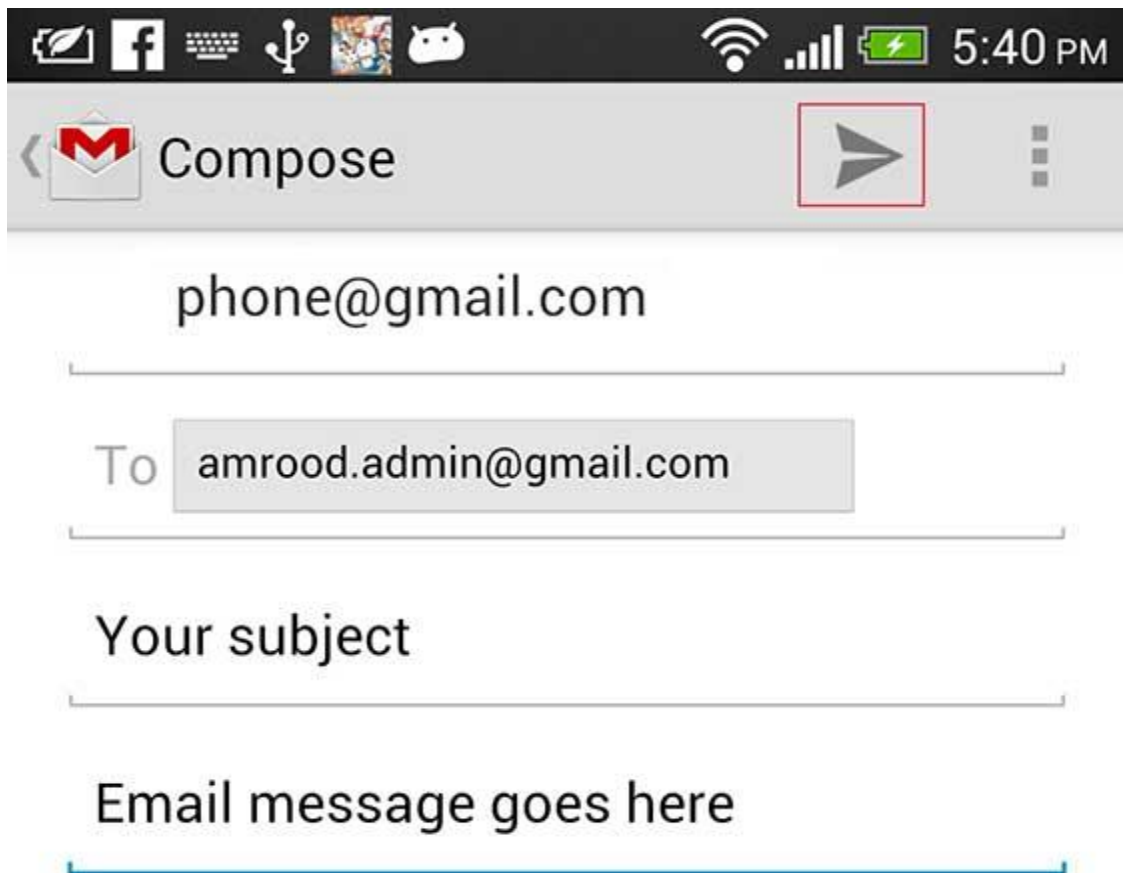 5:40 PM
Compose
phone@gmail.com
To amrood.admin@gmail.com
Your subject
Email message goes here